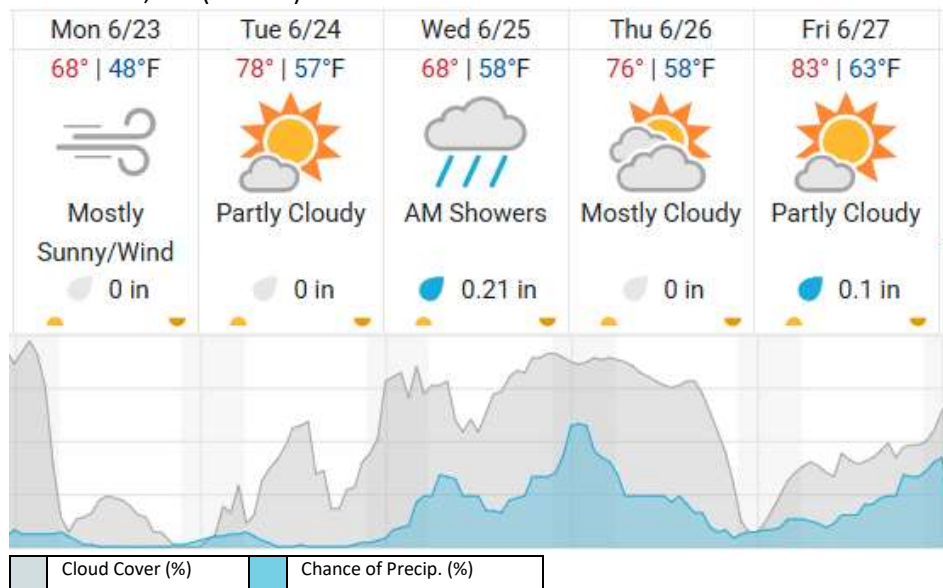 Mon 6/23 Tue 6/24 Wed 6/25 Thu 6/26 Fri 6/27
68° | 48°F 78° | 57°F 68° | 58°F 76° | 58°F 83° | 63°F
Mostly Partly Cloudy AM Showers Mostly Cloudy Partly Cloudy
Sunny/Wind
0 in 0 in 0.21 in 0 in 0.1 in
Cloud Cover (%) Chance of Precip. (%)